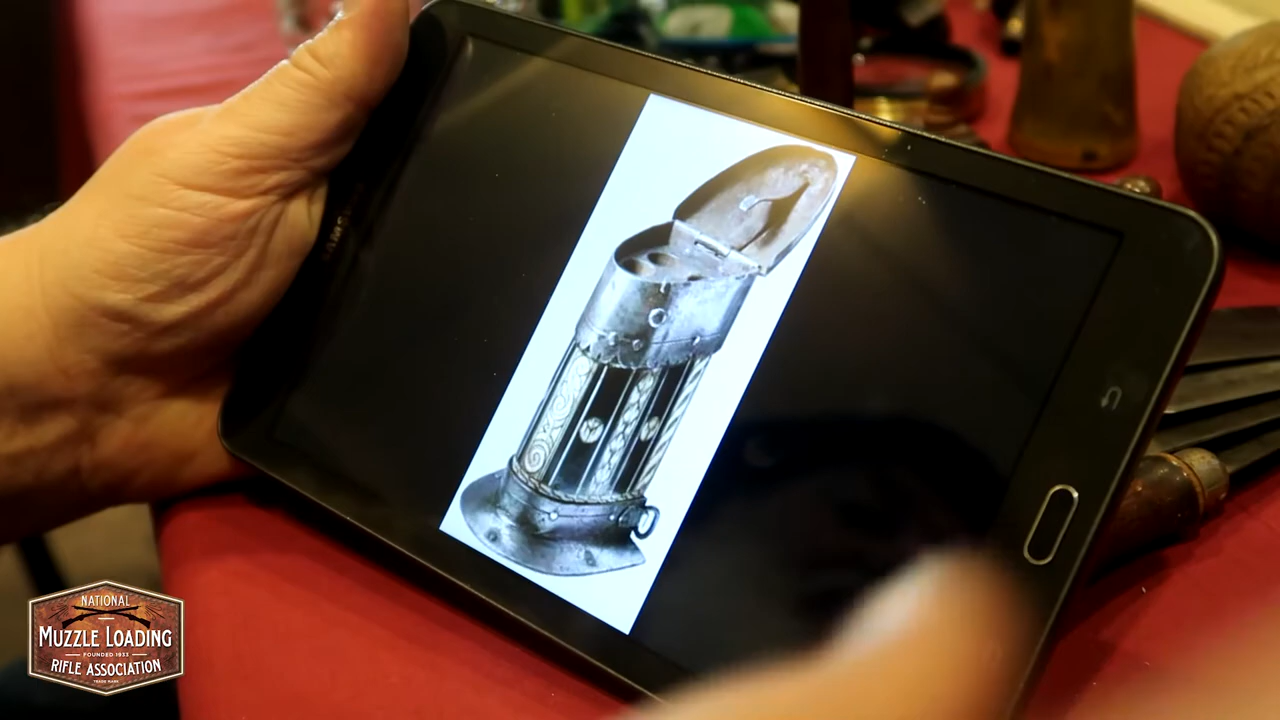 NATIONAL
MUZZLE LOADING
FOUNDED 1933
RIFLE ASSOCIATION
TRADE MARK